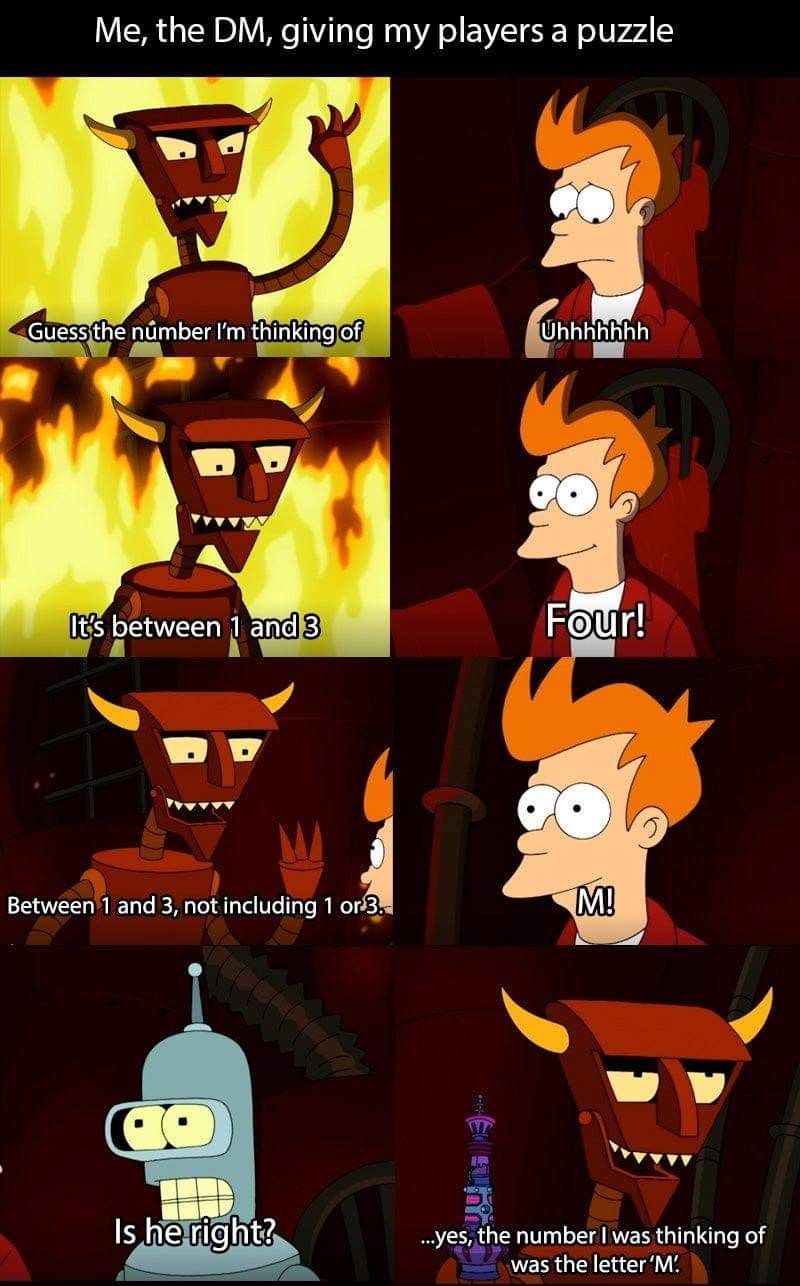 Me, the DM, giving my players a puzzle
Guess the number I'm thinking of
Uhhhhhhh
It's between 1 and 3
Four!
Between 1 and 3, not including 1 or 3.
M!
Is he right?
...yes, the number I was thinking of
was the letter 'M'.